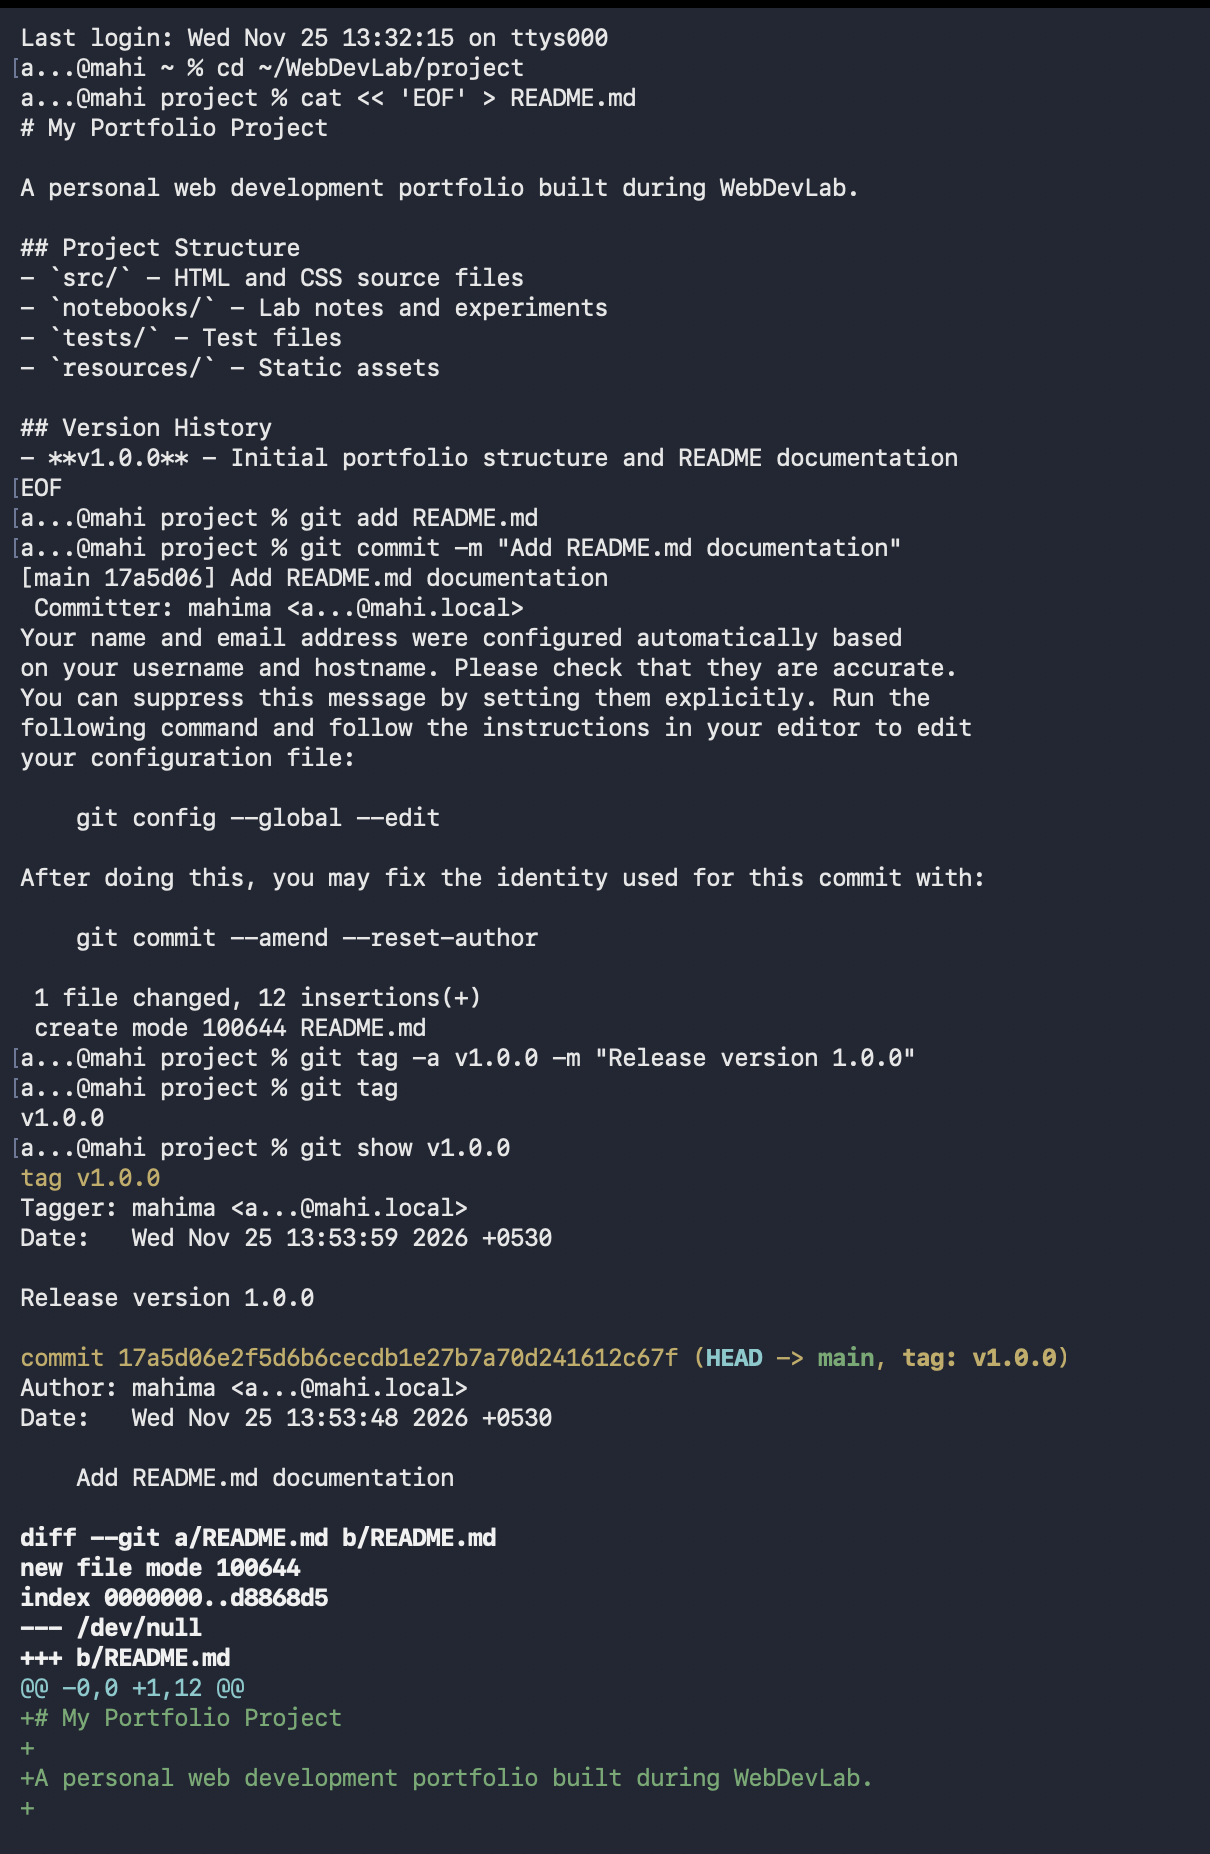 Last login: Wed Nov 25 13:32:15 on ttys000
[a...@mahi ~ % cd ~/WebDevLab/project
a...@mahi project % cat << 'EOF' > README.md
# My Portfolio Project

A personal web development portfolio built during WebDevLab.

## Project Structure
- `src/` - HTML and CSS source files
- `notebooks/` - Lab notes and experiments
- `tests/` - Test files
- `resources/` - Static assets

## Version History
- **v1.0.0** - Initial portfolio structure and README documentation
[EOF
[a...@mahi project % git add README.md
[a...@mahi project % git commit -m "Add README.md documentation"
[main 17a5d06] Add README.md documentation
 Committer: mahima <a...@mahi.local>
Your name and email address were configured automatically based
on your username and hostname. Please check that they are accurate.
You can suppress this message by setting them explicitly. Run the
following command and follow the instructions in your editor to edit
your configuration file:

    git config --global --edit

After doing this, you may fix the identity used for this commit with:

    git commit --amend --reset-author

 1 file changed, 12 insertions(+)
 create mode 100644 README.md
[a...@mahi project % git tag -a v1.0.0 -m "Release version 1.0.0"
[a...@mahi project % git tag
v1.0.0
[a...@mahi project % git show v1.0.0
tag v1.0.0
Tagger: mahima <a...@mahi.local>
Date:   Wed Nov 25 13:53:59 2026 +0530

Release version 1.0.0

commit 17a5d06e2f5d6b6cecdb1e27b7a70d241612c67f (HEAD -> main, tag: v1.0.0)
Author: mahima <a...@mahi.local>
Date:   Wed Nov 25 13:53:48 2026 +0530

    Add README.md documentation

diff --git a/README.md b/README.md
new file mode 100644
index 0000000..d8868d5
--- /dev/null
+++ b/README.md
@@ -0,0 +1,12 @@
+# My Portfolio Project
+
+A personal web development portfolio built during WebDevLab.
+